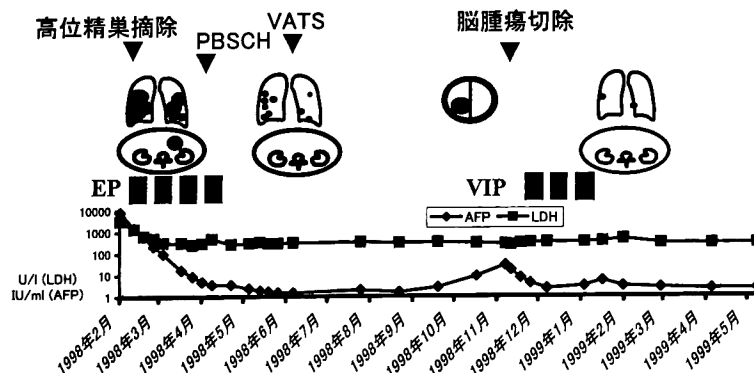 高位精巣摘除
PBSCH
VATS
脳腫瘍切除
EP
VIP
AFP
LDH
10000
1000
100
10
1
U/l (LDH)
IU/ml (AFP)
1998年2月
1998年3月
1998年4月
1998年5月
1998年6月
1998年7月
1998年8月
1998年9月
1998年10月
1998年11月
1998年12月
1999年1月
1999年2月
1999年3月
1999年4月
1999年5月